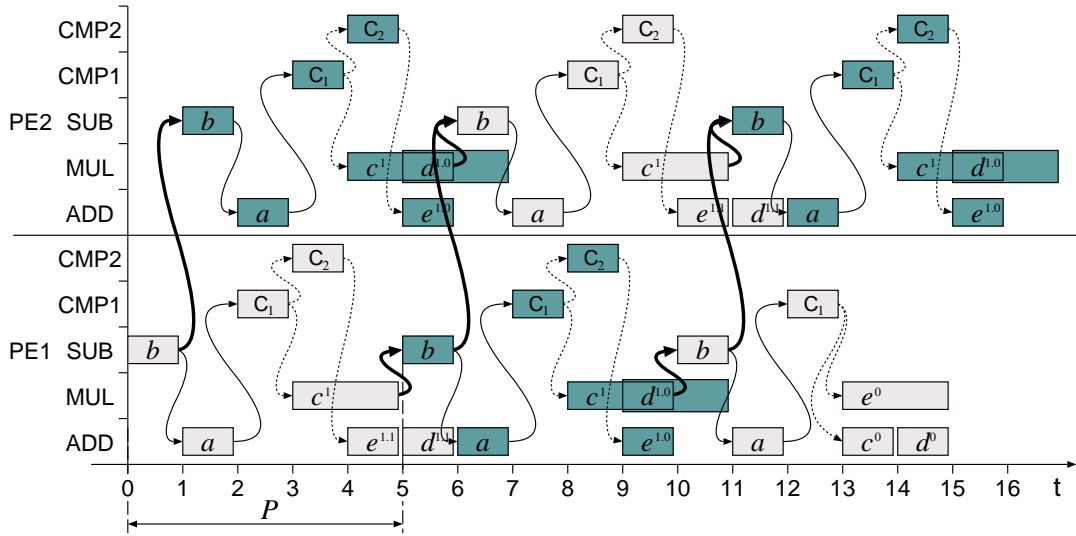 CMP2 C₂ C₂ C₂
CMP1 C₁ C₁ C₁
PE2 SUB b b b
MUL c¹ d¹·⁰ c¹ c¹ d¹·⁰
ADD a e¹·⁰ a e¹·¹ d¹·¹ a e¹·⁰
CMP2 C₂ C₂
CMP1 C₁ C₁ C₁
PE1 SUB b b b
MUL c¹ c¹ d¹·⁰ e⁰
ADD a e¹·¹ d¹·¹ a e¹·⁰ a c⁰ d⁰
0 1 2 3 4 5 6 7 8 9 10 11 12 13 14 15 16 t
P